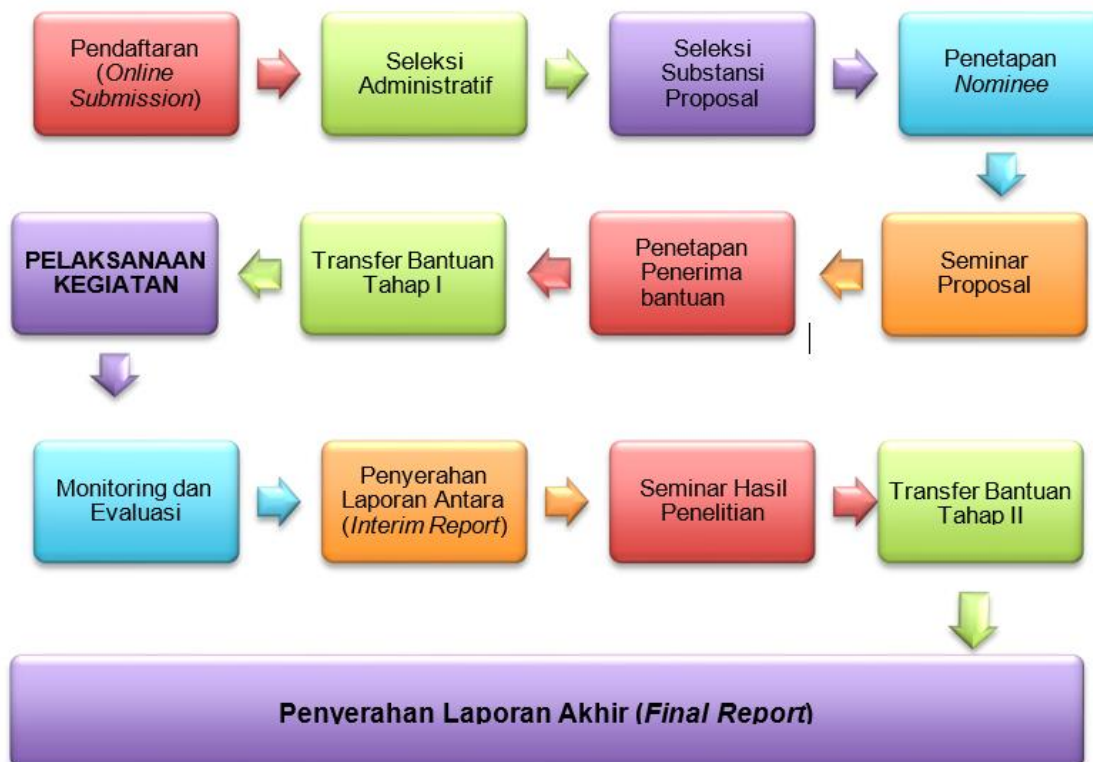 Pendaftaran
(Online
Submission)
Seleksi
Administratif
Seleksi
Substansi
Proposal
Penetapan
Nominee
Seminar
Proposal
Penetapan
Penerima
bantuan
Transfer Bantuan
Tahap I
PELAKSANAAN
KEGIATAN
Monitoring dan
Evaluasi
Penyerahan
Laporan Antara
(Interim Report)
Seminar Hasil
Penelitian
Transfer Bantuan
Tahap II
Penyerahan Laporan Akhir (Final Report)